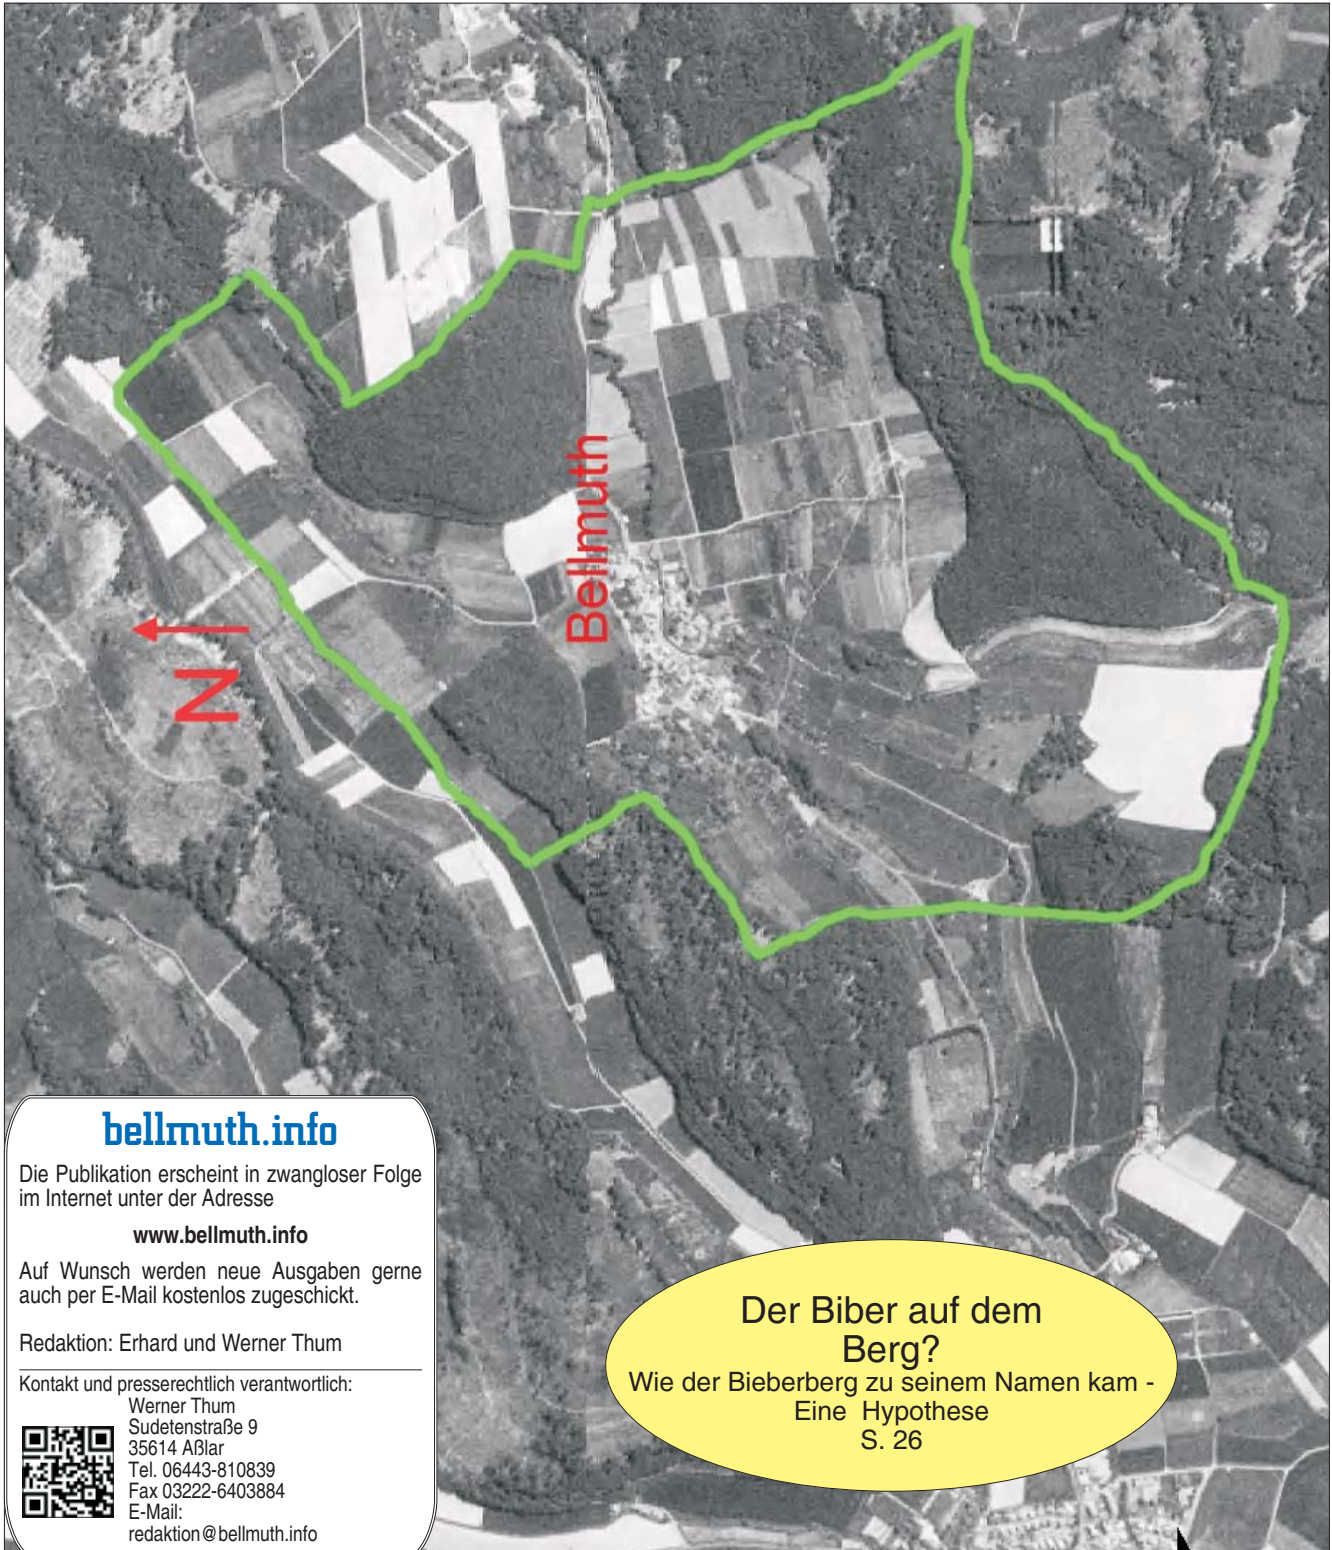 N
Bellmuth
bellmuth.info
Die Publikation erscheint in zwangloser Folge
im Internet unter der Adresse
www.bellmuth.info
Auf Wunsch werden neue Ausgaben gerne
auch per E-Mail kostenlos zugeschickt.
Redaktion: Erhard und Werner Thum
Kontakt und presserechtlich verantwortlich:
Werner Thum
Sudetenstraße 9
35614 Aßlar
Tel. 06443-810839
Fax 03222-6403884
E-Mail:
redaktion@bellmuth.info
Der Biber auf dem
Berg?
Wie der Bieberberg zu seinem Namen kam -
Eine Hypothese
S. 26